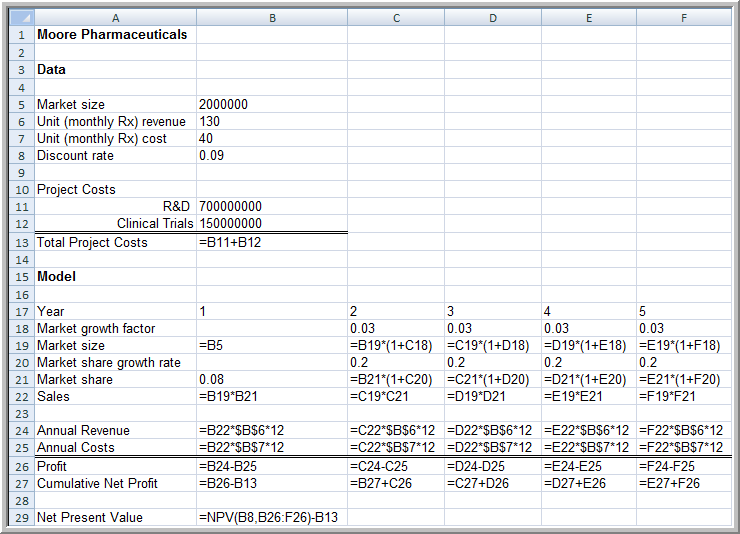 A B C D E F
1 Moore Pharmaceuticals
2
3 Data
4
5 Market size 2000000
6 Unit (monthly Rx) revenue 130
7 Unit (monthly Rx) cost 40
8 Discount rate 0.09
9
10 Project Costs
11 R&D 700000000
12 Clinical Trials 150000000
13 Total Project Costs =B11+B12
14
15 Model
16
17 Year 1 2 3 4 5
18 Market growth factor 0.03 0.03 0.03 0.03
19 Market size =B5 =B19*(1+C18) =C19*(1+D18) =D19*(1+E18) =E19*(1+F18)
20 Market share growth rate 0.2 0.2 0.2 0.2
21 Market share 0.08 =B21*(1+C20) =C21*(1+D20) =D21*(1+E20) =E21*(1+F20)
22 Sales =B19*B21 =C19*C21 =D19*D21 =E19*E21 =F19*F21
23
24 Annual Revenue =B22*$B$6*12 =C22*$B$6*12 =D22*$B$6*12 =E22*$B$6*12 =F22*$B$6*12
25 Annual Costs =B22*$B$7*12 =C22*$B$7*12 =D22*$B$7*12 =E22*$B$7*12 =F22*$B$7*12
26 Profit =B24-B25 =C24-C25 =D24-D25 =E24-E25 =F24-F25
27 Cumulative Net Profit =B26-B13 =B27+C26 =C27+D26 =D27+E26 =E27+F26
28
29 Net Present Value =NPV(B8,B26:F26)-B13